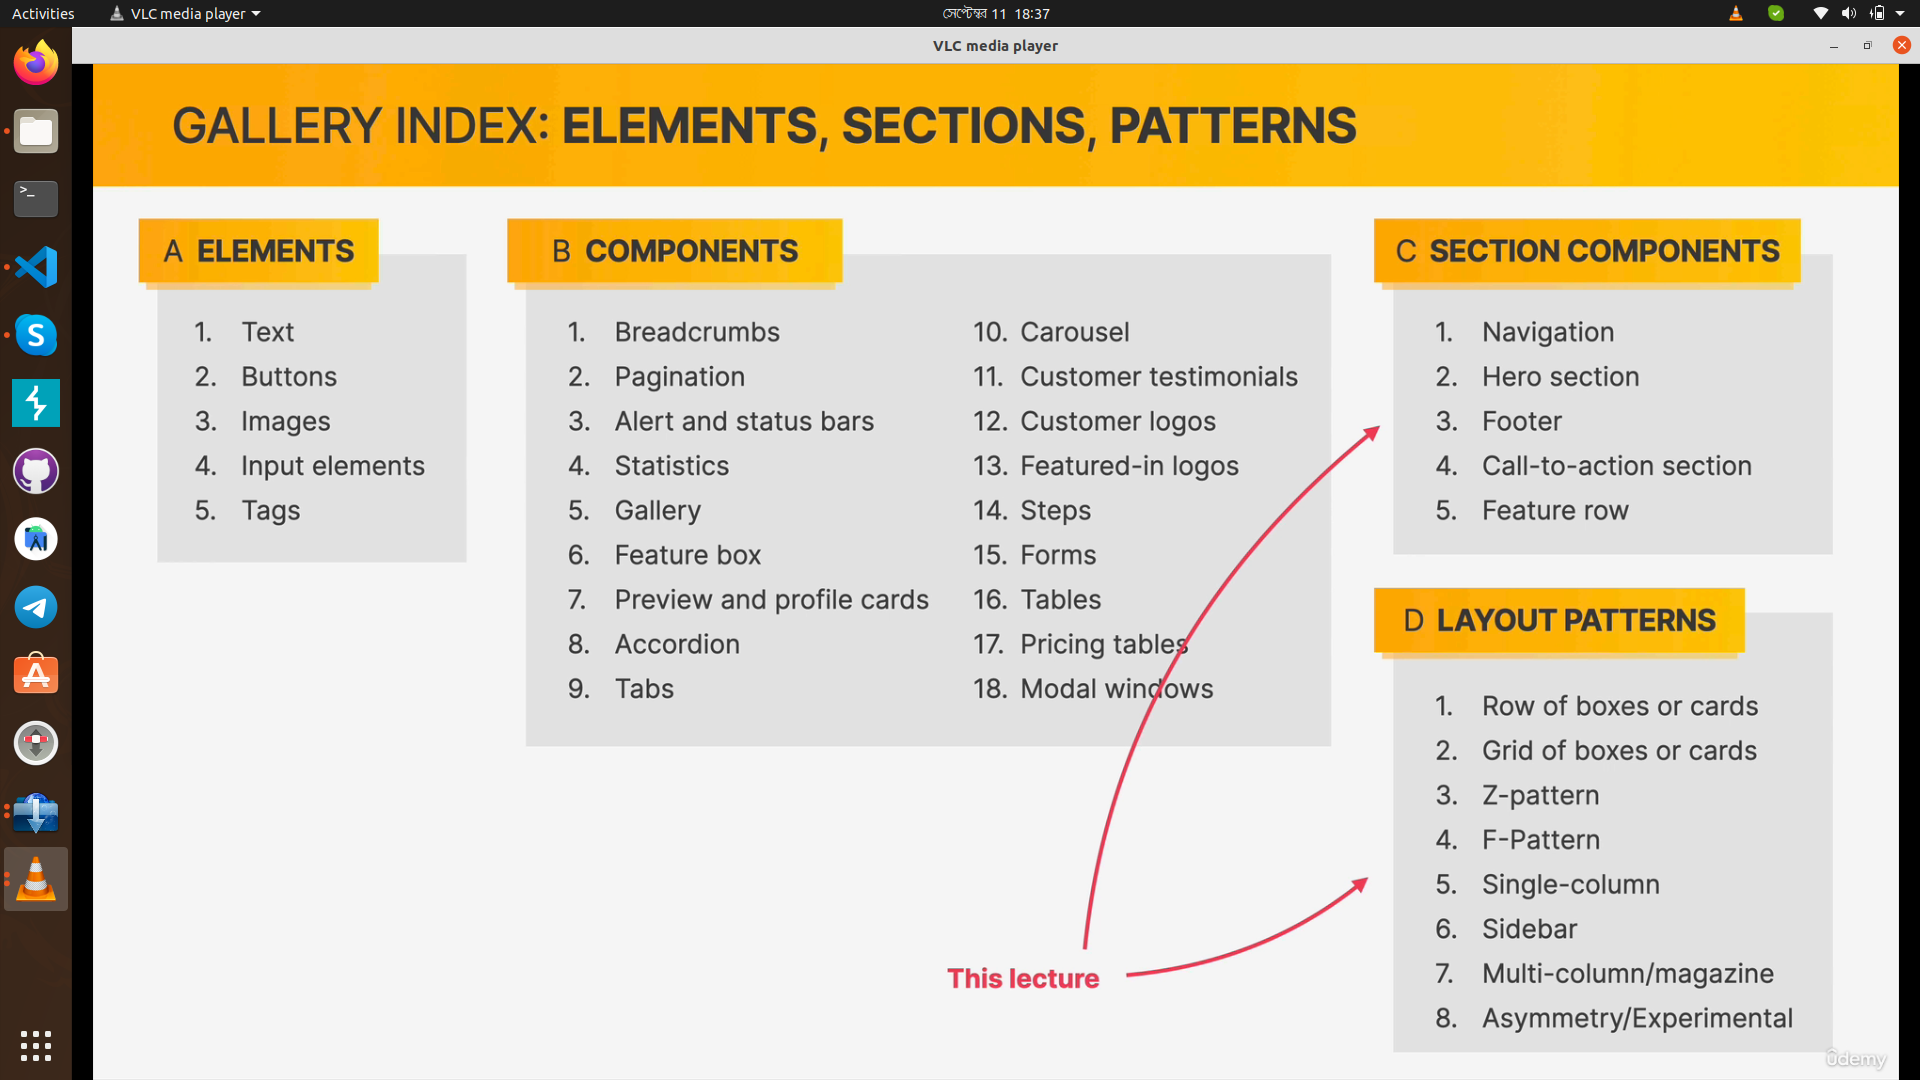 Activities
VLC media player
সেপ্টেম্বর 11 18:37
VLC media player
GALLERY INDEX: ELEMENTS, SECTIONS, PATTERNS
A ELEMENTS
1. Text
2. Buttons
3. Images
4. Input elements
5. Tags
B COMPONENTS
1. Breadcrumbs
2. Pagination
3. Alert and status bars
4. Statistics
5. Gallery
6. Feature box
7. Preview and profile cards
8. Accordion
9. Tabs
10. Carousel
11. Customer testimonials
12. Customer logos
13. Featured-in logos
14. Steps
15. Forms
16. Tables
17. Pricing tables
18. Modal windows
C SECTION COMPONENTS
1. Navigation
2. Hero section
3. Footer
4. Call-to-action section
5. Feature row
D LAYOUT PATTERNS
1. Row of boxes or cards
2. Grid of boxes or cards
3. Z-pattern
4. F-Pattern
5. Single-column
6. Sidebar
7. Multi-column/magazine
8. Asymmetry/Experimental
This lecture
ûdemy